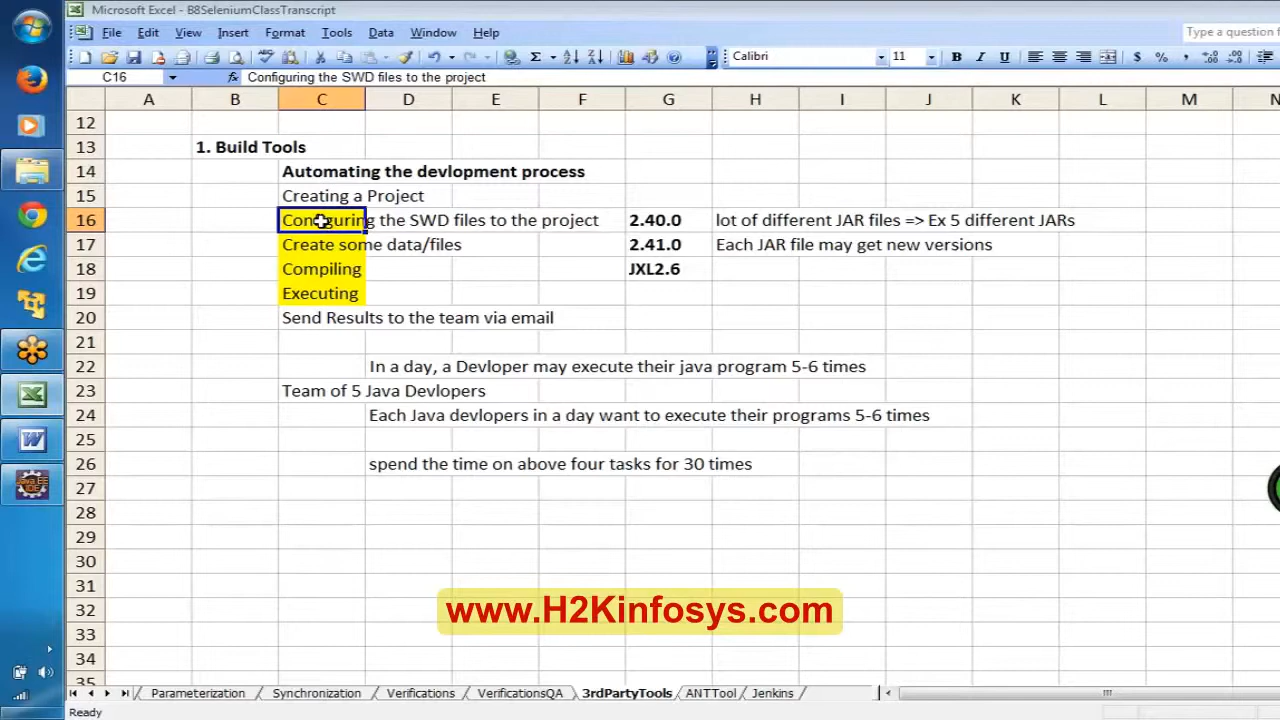 Microsoft Excel - B8SeleniumClassTranscript
File Edit View Insert Format Tools Data Window Help Type a question f
Calibri 11 B I U $ %
C16 fx Configuring the SWD files to the project
A B C D E F G H I J K L M N
12
13 1. Build Tools
14 Automating the devlopment process
15 Creating a Project
16 Configuring the SWD files to the project 2.40.0 lot of different JAR files => Ex 5 different JARs
17 Create some data/files 2.41.0 Each JAR file may get new versions
18 Compiling JXL2.6
19 Executing
20 Send Results to the team via email
21
22 In a day, a Devloper may execute their java program 5-6 times
23 Team of 5 Java Devlopers
24 Each Java devlopers in a day want to execute their programs 5-6 times
25
26 spend the time on above four tasks for 30 times
27
28
29
30
31
32
33
34
35
www.H2Kinfosys.com
Parameterization Synchronization Verifications VerificationsQA 3rdPartyTools ANTTool Jenkins
Ready